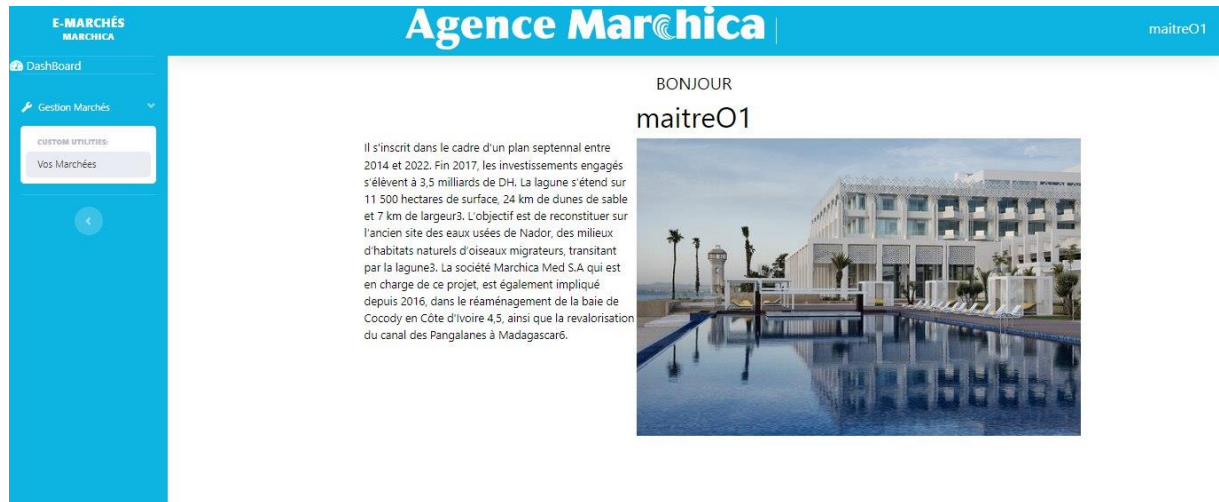 E-MARCHÉS
MARCHICA
Agence Marchica
maitreO1
DashBoard
Gestion Marchés
CUSTOM UTILITIES:
Vos Marchées
BONJOUR
maitreO1
Il s'inscrit dans le cadre d'un plan septennal entre
2014 et 2022. Fin 2017, les investissements engagés
s'élèvent à 3,5 milliards de DH. La lagune s'étend sur
11 500 hectares de surface, 24 km de dunes de sable
et 7 km de largeur3. L'objectif est de reconstituer sur
l'ancien site des eaux usées de Nador, des milieux
d'habitats naturels d'oiseaux migrateurs, transitant
par la lagune3. La société Marchica Med S.A qui est
en charge de ce projet, est également impliqué
depuis 2016, dans le réaménagement de la baie de
Cocody en Côte d'Ivoire 4,5, ainsi que la revalorisation
du canal des Pangalanes à Madagascar6.